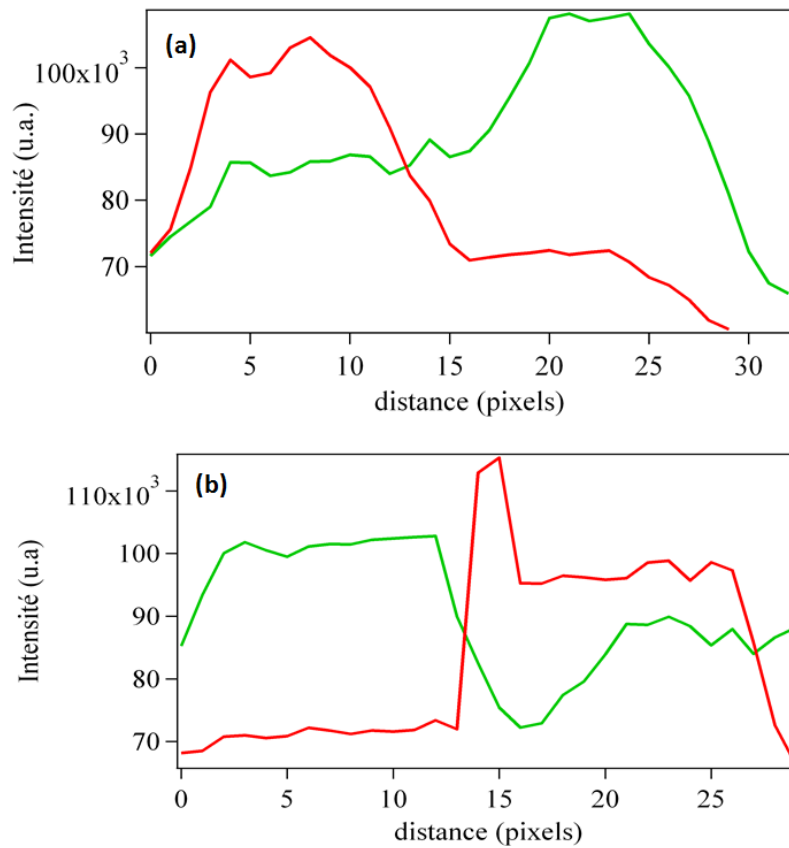 (a)
100x10³
90
80
70
Intensité (u.a.)
0 5 10 15 20 25 30
distance (pixels)
(b)
110x10³
100
90
80
70
Intensité (u.a)
0 5 10 15 20 25
distance (pixels)